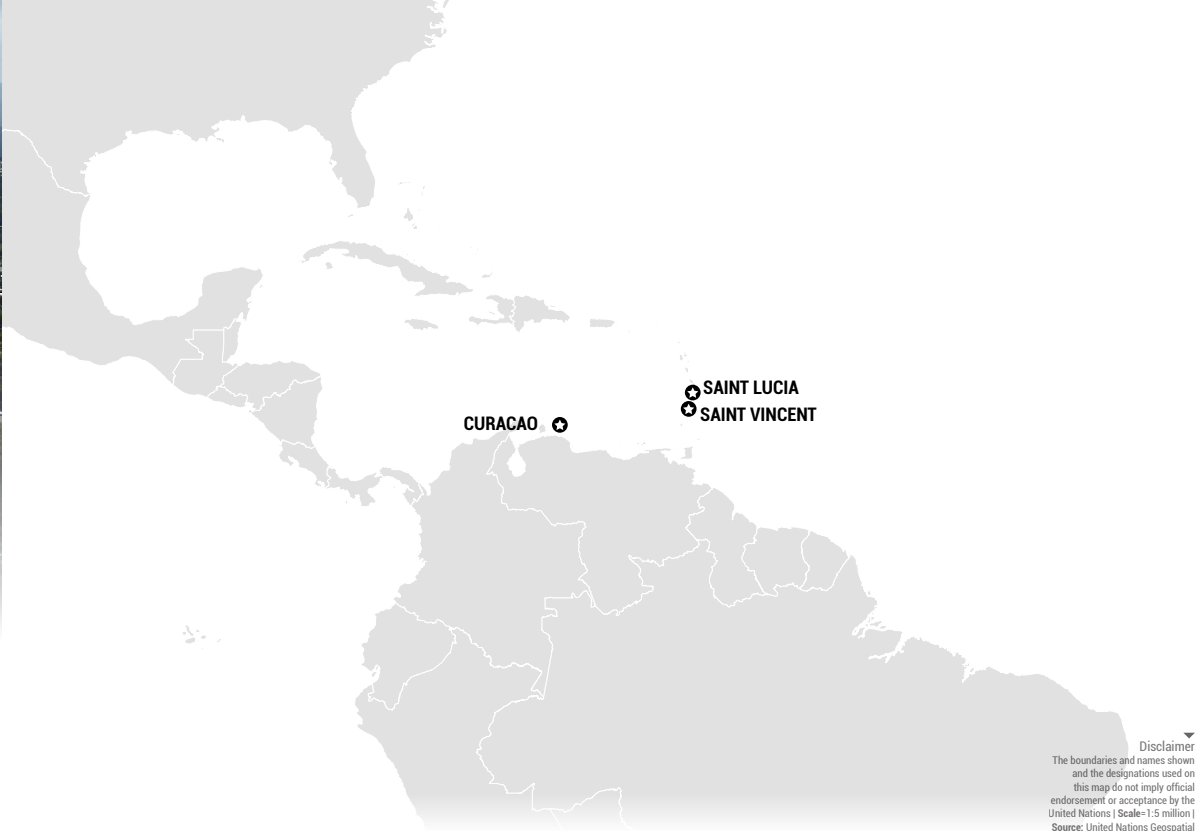 SAINT LUCIA
SAINT VINCENT
CURACAO
Disclaimer
The boundaries and names shown
and the designations used on
this map do not imply official
endorsement or acceptance by the
United Nations | Scale=1:5 million |
Source: United Nations Geospatial